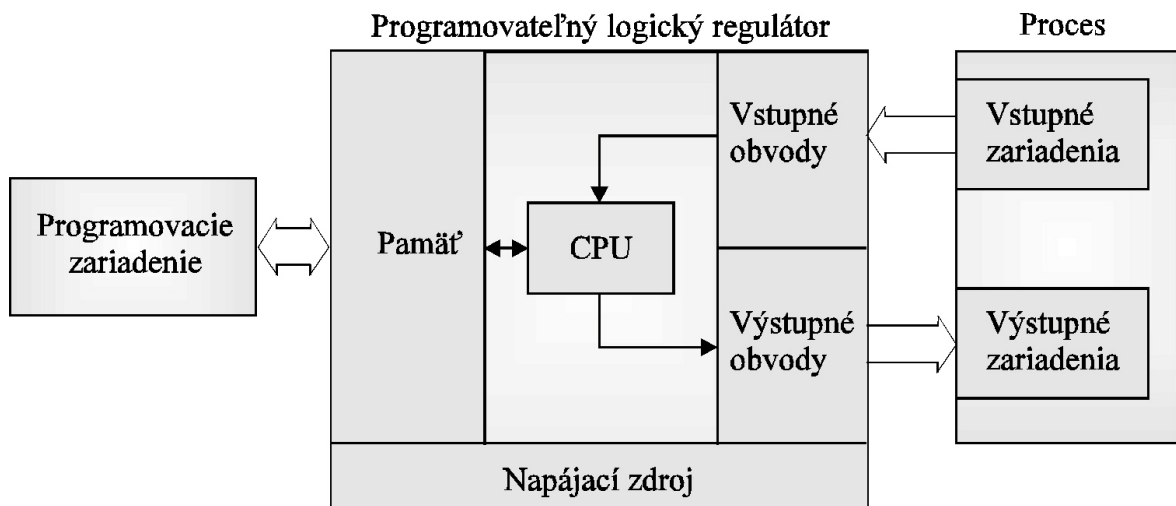 Programovateľný logický regulátor
Proces
Programovacie
zariadenie
Pamäť
CPU
Vstupné
obvody
Výstupné
obvody
Napájací zdroj
Vstupné
zariadenia
Výstupné
zariadenia